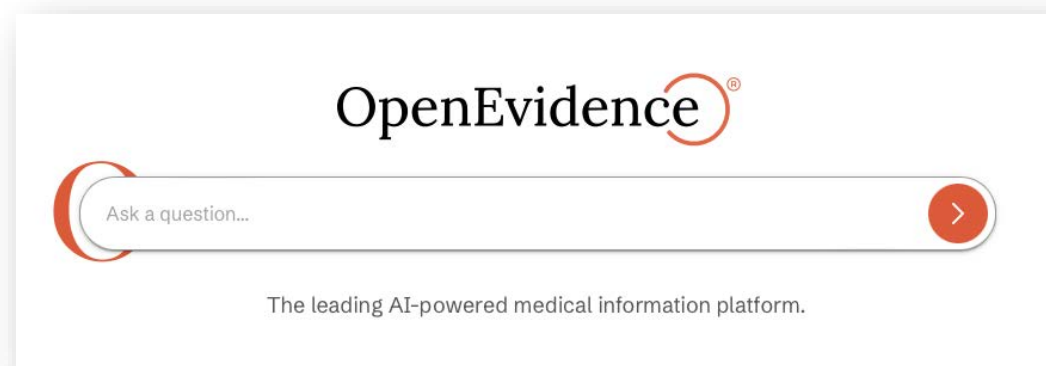 OpenEvidence®
Ask a question...
The leading AI-powered medical information platform.